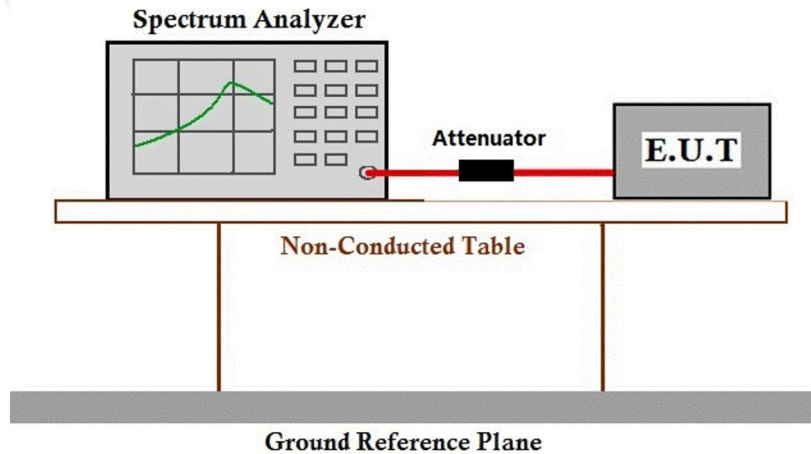 Spectrum Analyzer
Attenuator
E.U.T
Non-Conducted Table
Ground Reference Plane